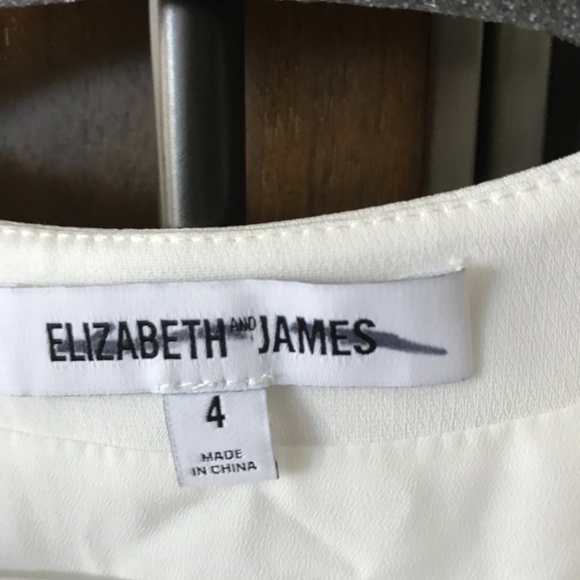 ELIZABETH AND JAMES
4
MADE
IN CHINA